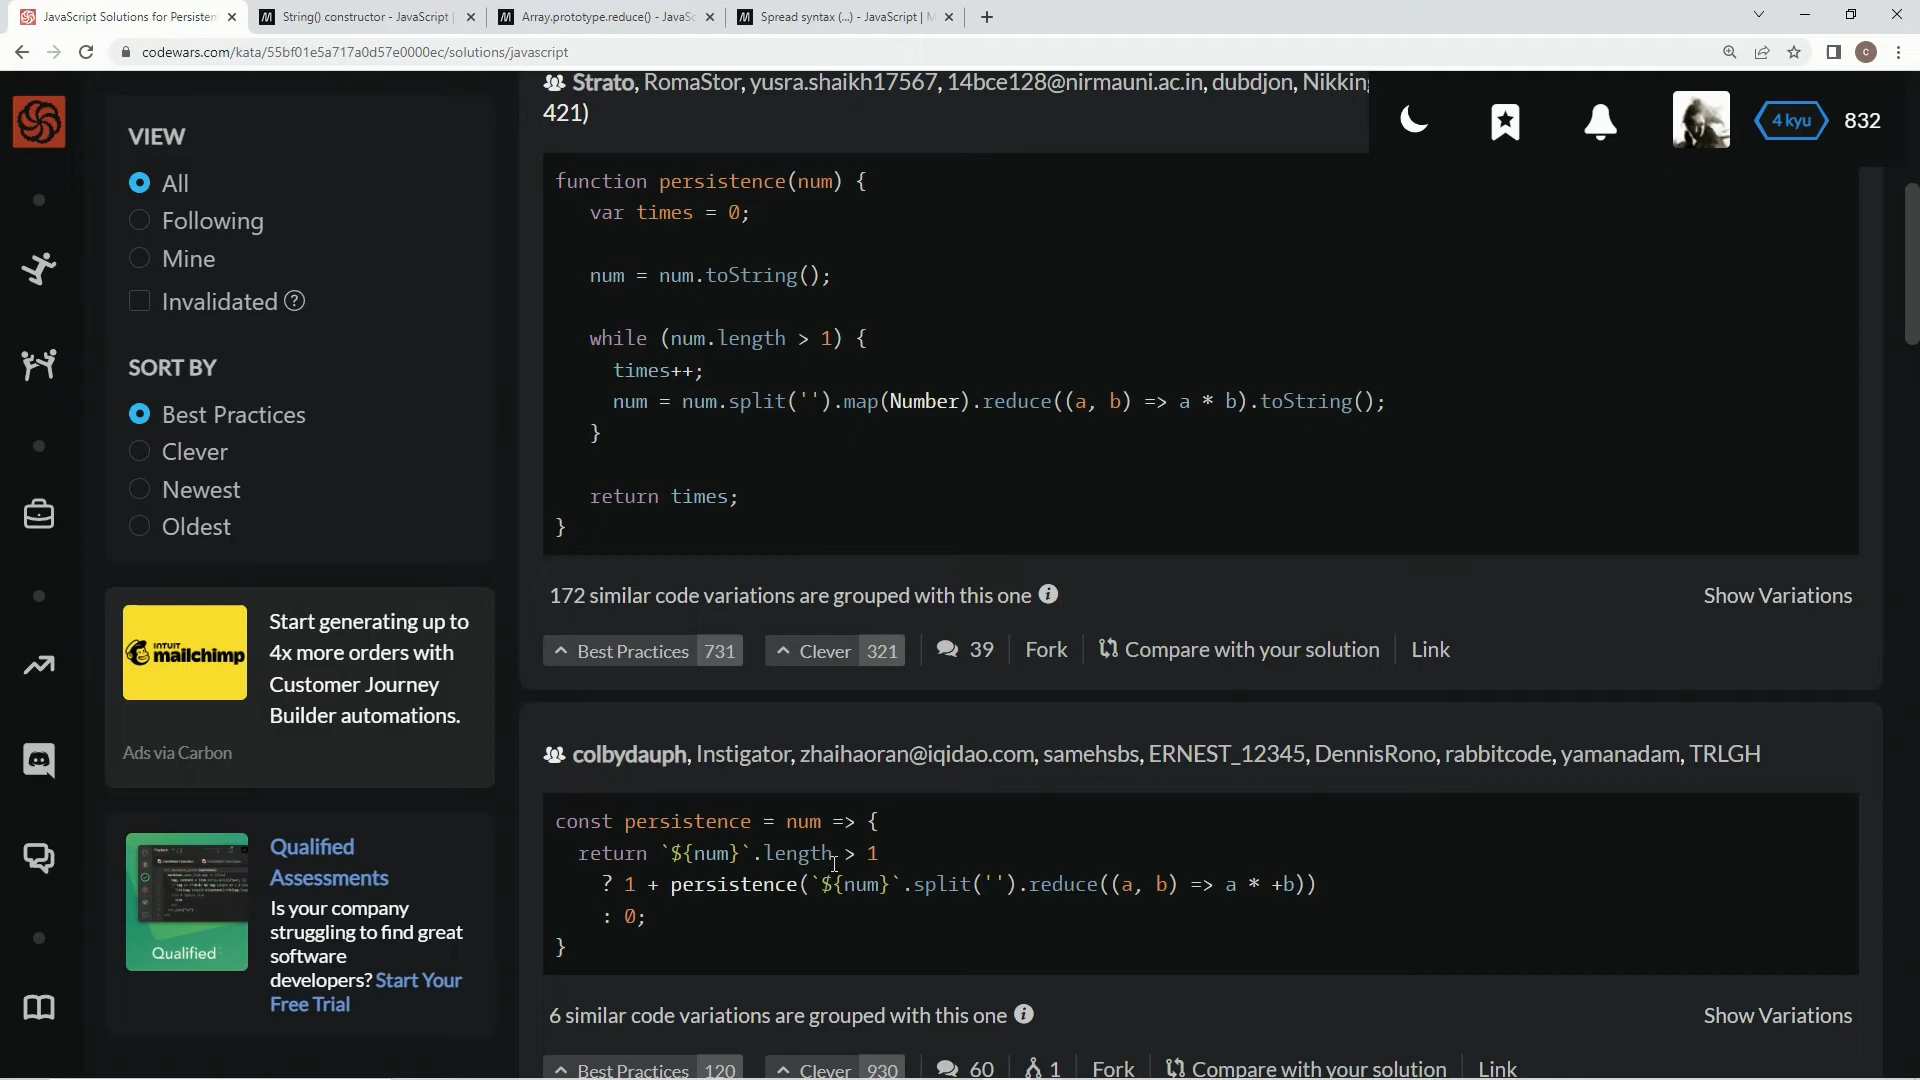 JavaScript Solutions for Persisten
String() constructor - JavaScript |
Array.prototype.reduce() - JavaSc
Spread syntax (...) - JavaScript | M
codewars.com/kata/55bf01e5a717a0d57e0000ec/solutions/javascript
C
4 kyu
832
VIEW
All
Following
Mine
Invalidated
SORT BY
Best Practices
Clever
Newest
Oldest
INTUIT
mailchimp
Start generating up to
4x more orders with
Customer Journey
Builder automations.
Ads via Carbon
Qualified
Qualified
Assessments
Is your company
struggling to find great
software
developers? Start Your
Free Trial
Strato, RomaStor, yusra.shaikh17567, 14bce128@nirmauni.ac.in, dubdjon, Nikking
421)
function persistence(num) {
var times = 0;
num = num.toString();
while (num.length > 1) {
times++;
num = num.split('').map(Number).reduce((a, b) => a * b).toString();
}
return times;
}
172 similar code variations are grouped with this one
Show Variations
Best Practices 731
Clever 321
39
Fork
Compare with your solution
Link
colbydauph, Instigator, zhaihaoran@iqidao.com, samehsbs, ERNEST_12345, DennisRono, rabbitcode, yamanadam, TRLGH
const persistence = num => {
return `${num}`.length > 1
? 1 + persistence(`${num}`.split('').reduce((a, b) => a * +b))
: 0;
}
6 similar code variations are grouped with this one
Show Variations
Best Practices 120
Clever 930
60
1
Fork
Compare with your solution
Link